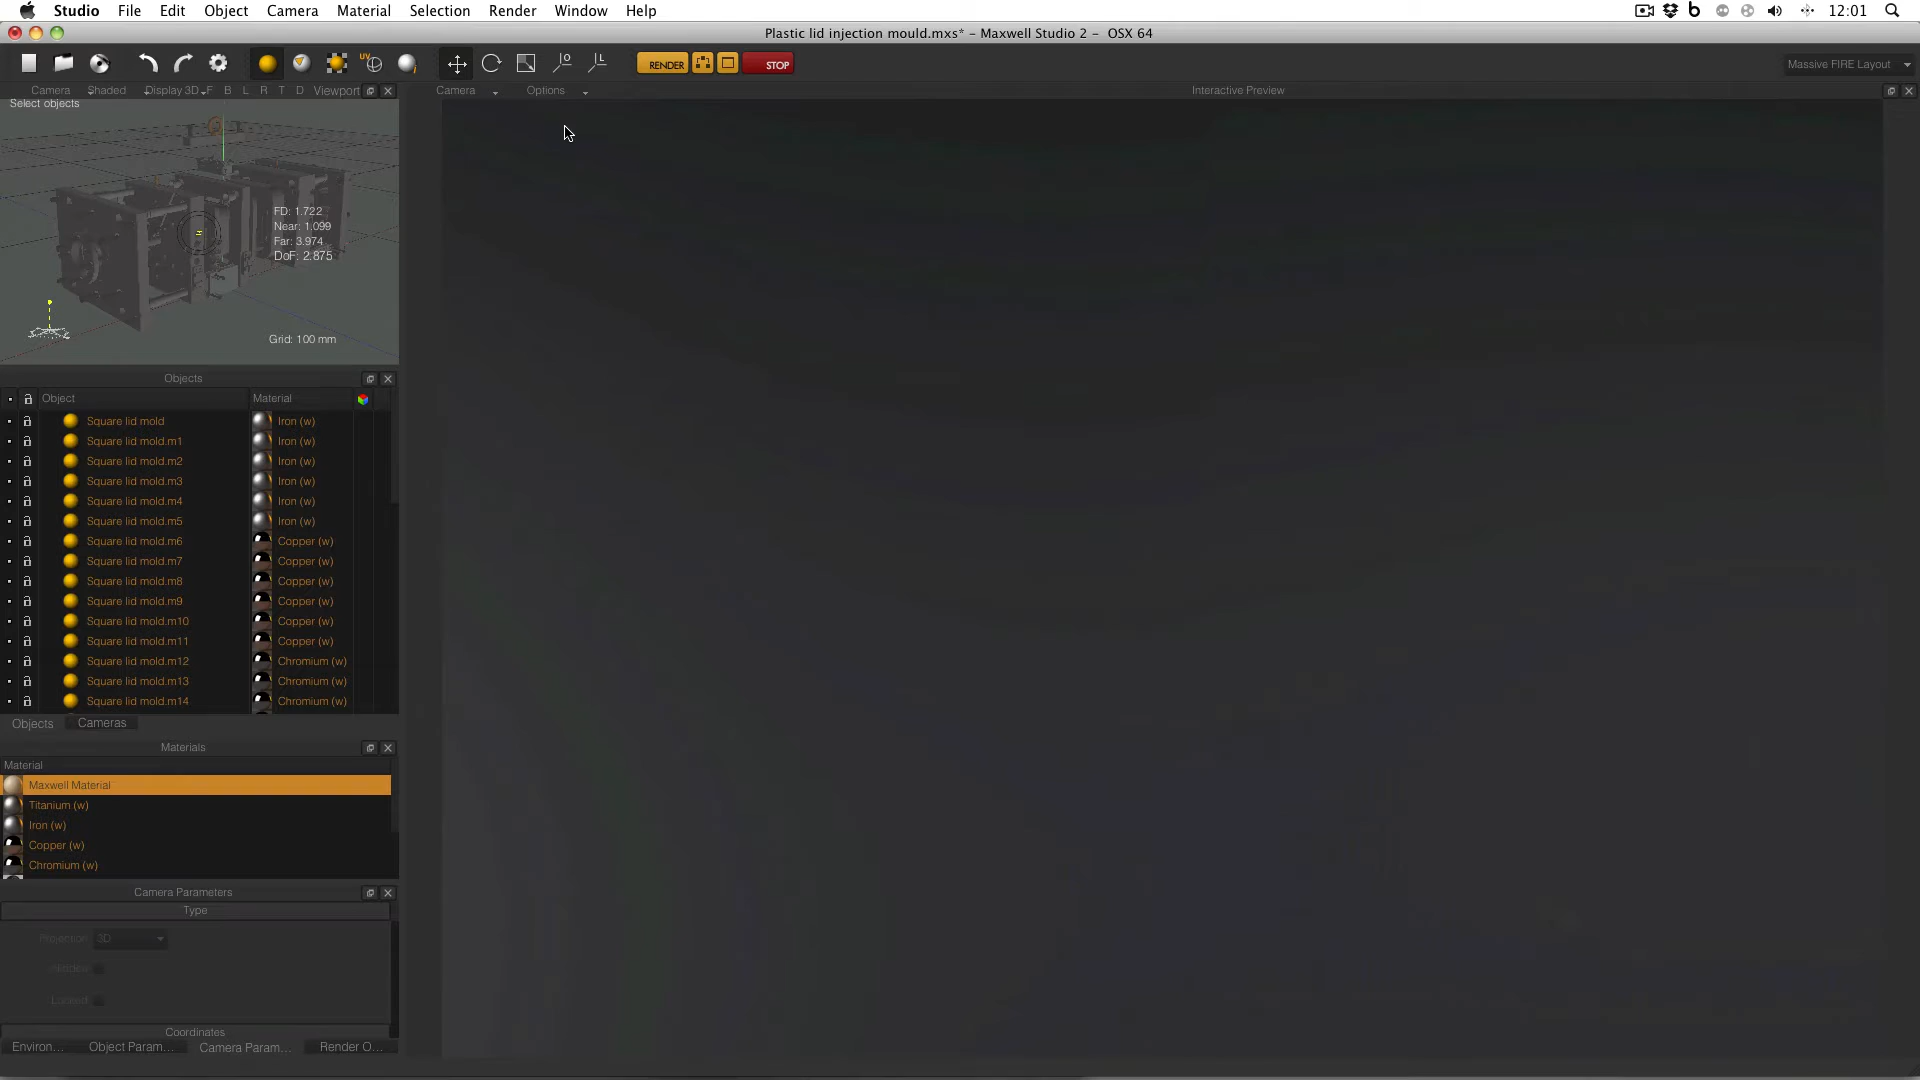 Studio File Edit Object Camera Material Selection Render Window Help 12:01
Plastic lid injection mould.mxs* - Maxwell Studio 2 - OSX 64
RENDER STOP Massive FIRE Layout
Camera Shaded Display 3D F B L R T D Viewport Camera Options Interactive Preview
Select objects
FD: 1.722
Near: 1.099
Far: 3.974
DoF: 2.875
Grid: 100 mm
Objects
Object Material
Square lid mold Iron (w)
Square lid mold.m1 Iron (w)
Square lid mold.m2 Iron (w)
Square lid mold.m3 Iron (w)
Square lid mold.m4 Iron (w)
Square lid mold.m5 Iron (w)
Square lid mold.m6 Copper (w)
Square lid mold.m7 Copper (w)
Square lid mold.m8 Copper (w)
Square lid mold.m9 Copper (w)
Square lid mold.m10 Copper (w)
Square lid mold.m11 Copper (w)
Square lid mold.m12 Chromium (w)
Square lid mold.m13 Chromium (w)
Square lid mold.m14 Chromium (w)
Objects Cameras
Materials
Material
Maxwell Material
Titanium (w)
Iron (w)
Copper (w)
Chromium (w)
Camera Parameters
Type
Projection 3D
Locked
Coordinates
Environ... Object Param... Camera Param... Render O...